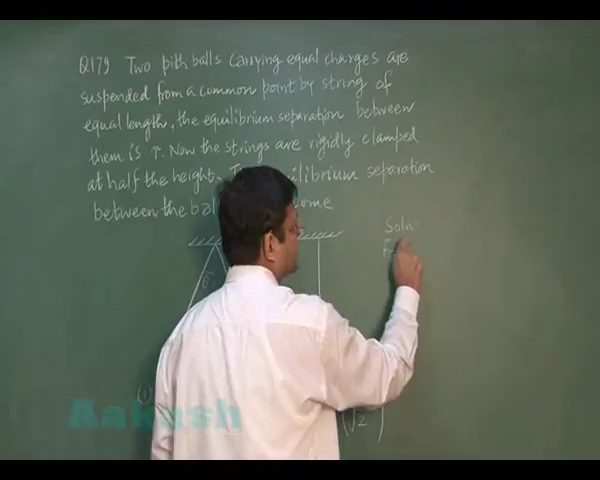 Q179 Two pith balls carrying equal charges are
suspended from a common point by string of
equal length, the equilibrium separation between
them is r. Now the strings are rigidly clamped
at half the height. equilibrium separation
between the
Soln
θ
(1)
(√2)
Aakash